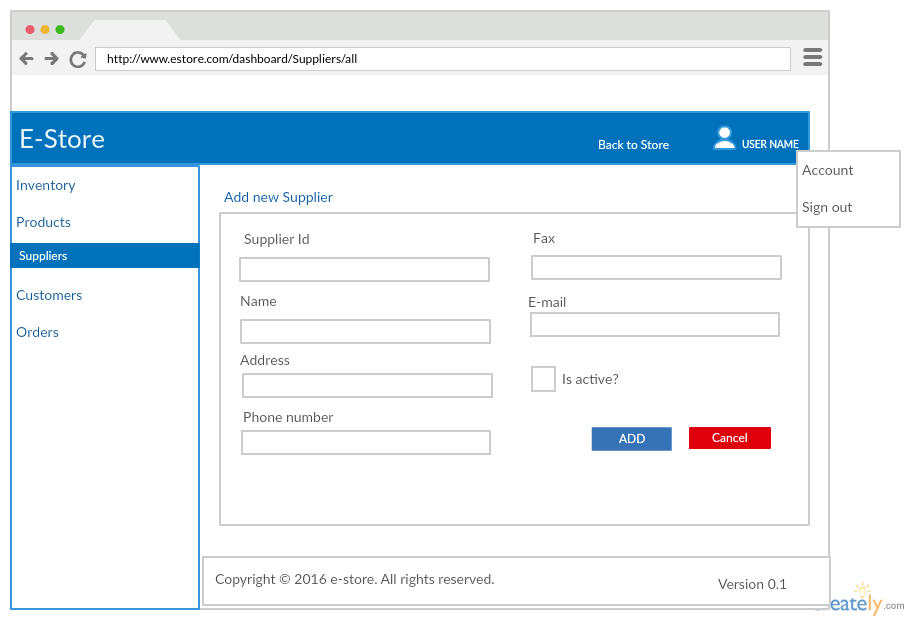 http://www.estore.com/dashboard/Suppliers/all
E-Store
Back to Store
USER NAME
Account
Sign out
Inventory
Products
Suppliers
Customers
Orders
Add new Supplier
Supplier Id
Fax
Name
E-mail
Address
Is active?
Phone number
ADD
Cancel
Copyright © 2016 e-store. All rights reserved.
Version 0.1
eately.com